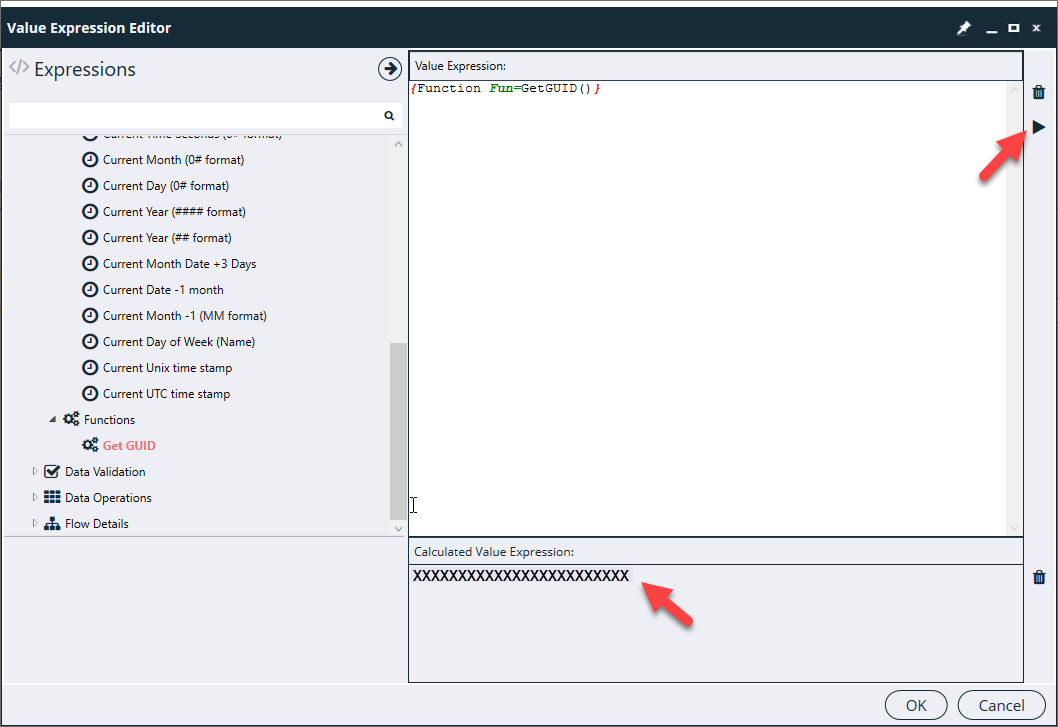 Value Expression Editor
Expressions
Current Time Seconds (0# format)
Current Month (0# format)
Current Day (0# format)
Current Year (#### format)
Current Year (## format)
Current Month Date +3 Days
Current Date -1 month
Current Month -1 (MM format)
Current Day of Week (Name)
Current Unix time stamp
Current UTC time stamp
Functions
Get GUID
Data Validation
Data Operations
Flow Details
Value Expression:
{Function Fun=GetGUID()}
Calculated Value Expression:
XXXXXXXXXXXXXXXXXXXXXXXX
OK
Cancel